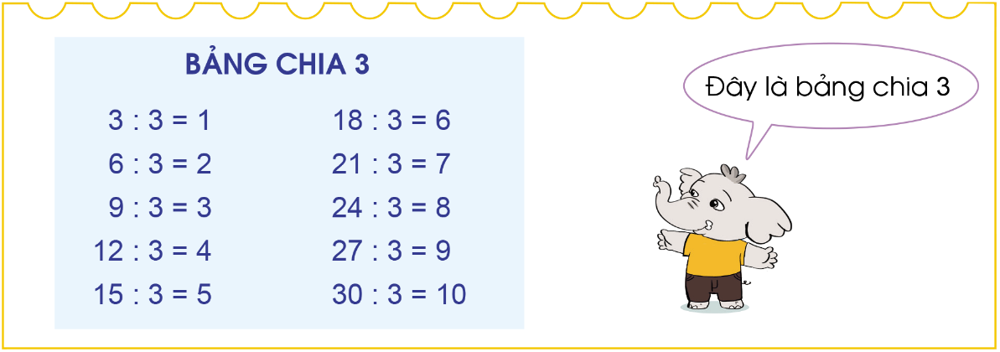 BẢNG CHIA 3
3 : 3 = 1
6 : 3 = 2
9 : 3 = 3
12 : 3 = 4
15 : 3 = 5
18 : 3 = 6
21 : 3 = 7
24 : 3 = 8
27 : 3 = 9
30 : 3 = 10
Đây là bảng chia 3